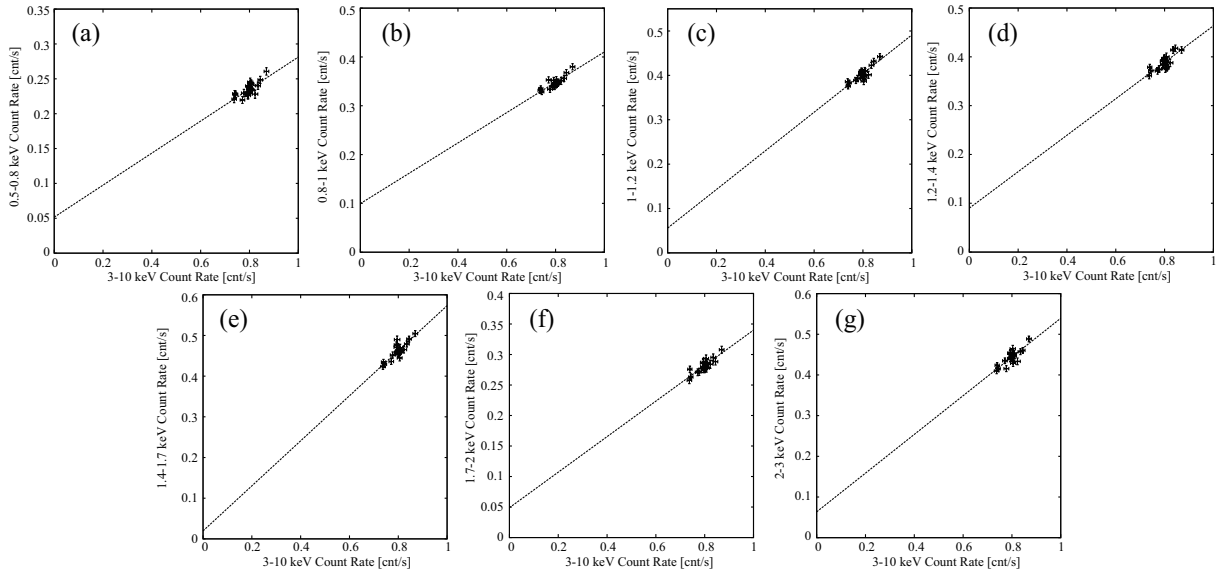 (a)
0.5-0.8 keV Count Rate [cnt/s]
0.35
0.3
0.25
0.2
0.15
0.1
0.05
0
0 0.2 0.4 0.6 0.8 1
3-10 keV Count Rate [cnt/s]
(b)
0.8-1 keV Count Rate [cnt/s]
0.5
0.4
0.3
0.2
0.1
0
0 0.2 0.4 0.6 0.8 1
3-10 keV Count Rate [cnt/s]
(c)
1-1.2 keV Count Rate [cnt/s]
0.5
0.4
0.3
0.2
0.1
0
0 0.2 0.4 0.6 0.8 1
3-10 keV Count Rate [cnt/s]
(d)
1.2-1.4 keV Count Rate [cnt/s]
0.5
0.4
0.3
0.2
0.1
0
0 0.2 0.4 0.6 0.8 1
3-10 keV Count Rate [cnt/s]
(e)
1.4-1.7 keV Count Rate [cnt/s]
0.6
0.5
0.4
0.3
0.2
0.1
0
0 0.2 0.4 0.6 0.8 1
3-10 keV Count Rate [cnt/s]
(f)
1.7-2 keV Count Rate [cnt/s]
0.4
0.35
0.3
0.25
0.2
0.15
0.1
0.05
0
0 0.2 0.4 0.6 0.8 1
3-10 keV Count Rate [cnt/s]
(g)
2-3 keV Count Rate [cnt/s]
0.6
0.5
0.4
0.3
0.2
0.1
0
0 0.2 0.4 0.6 0.8 1
3-10 keV Count Rate [cnt/s]